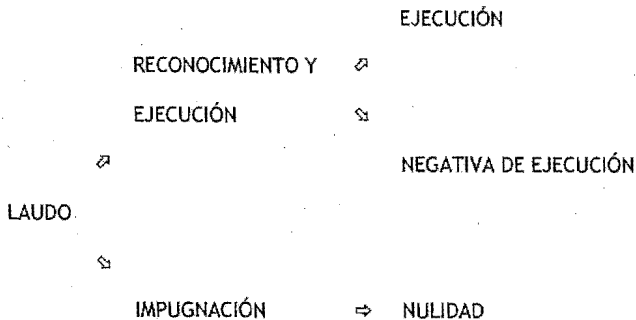 EJECUCIÓN
RECONOCIMIENTO Y ⬀
EJECUCIÓN ⬂
⬀ NEGATIVA DE EJECUCIÓN
LAUDO
⬂
IMPUGNACIÓN ⇨ NULIDAD